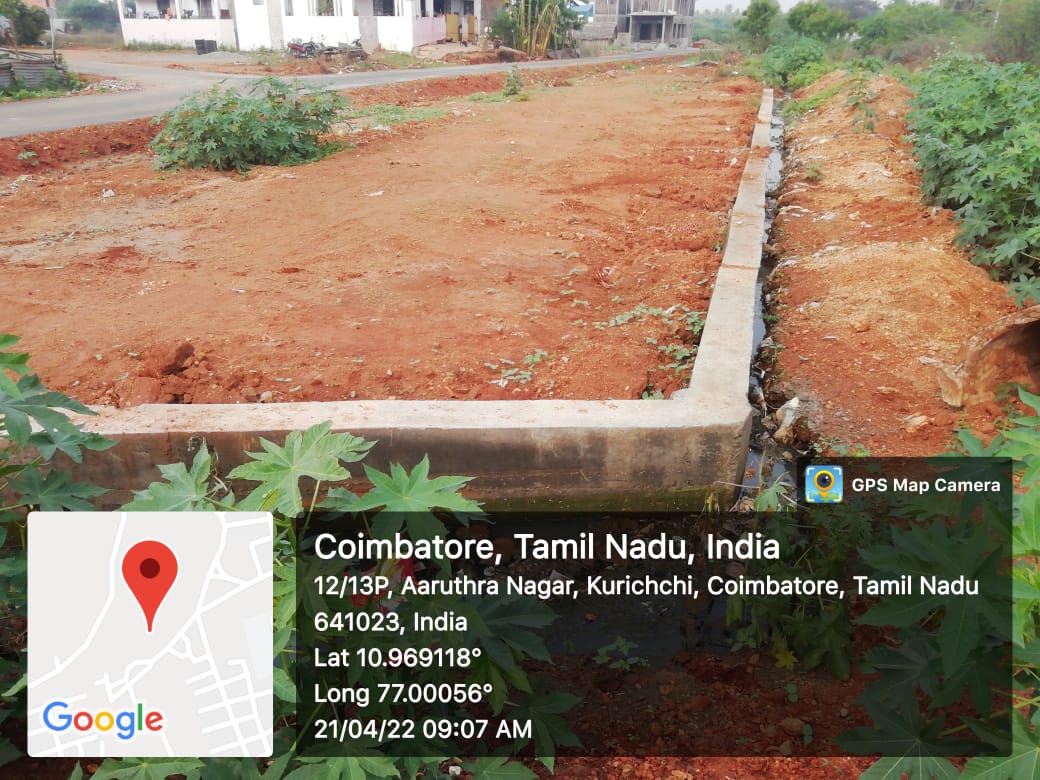 GPS Map Camera
Coimbatore, Tamil Nadu, India
12/13P, Aaruthra Nagar, Kurichchi, Coimbatore, Tamil Nadu
641023, India
Lat 10.969118°
Long 77.00056°
21/04/22 09:07 AM
Google